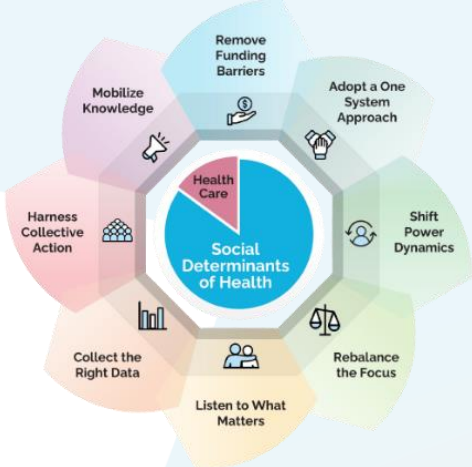 Remove
Funding
Barriers
Adopt a One
System
Approach
Shift
Power
Dynamics
Rebalance
the Focus
Listen to What
Matters
Collect the
Right Data
Harness
Collective
Action
Mobilize
Knowledge
Health
Care
Social
Determinants
of Health
$